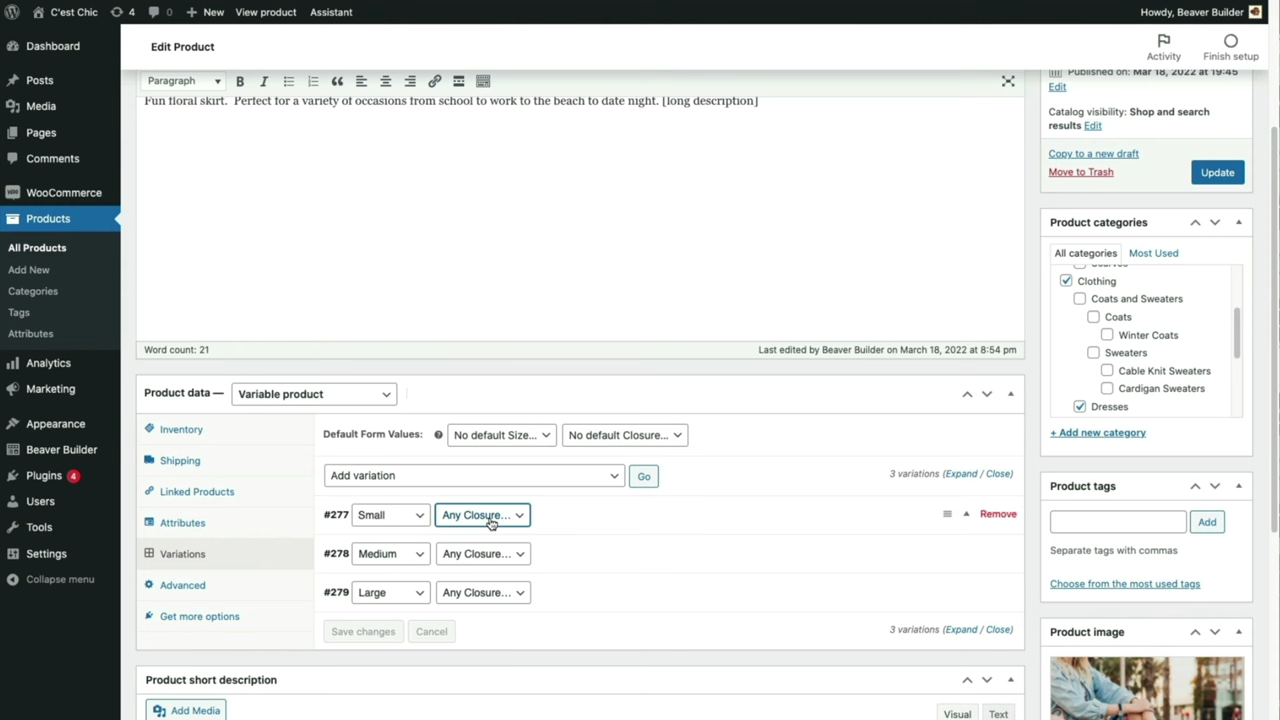 C'est Chic 4 0 New View product Assistant Howdy, Beaver Builder
Edit Product
Activity
Finish setup
Dashboard
Posts
Media
Pages
Comments
WooCommerce
Products
All Products
Add New
Categories
Tags
Attributes
Analytics
Marketing
Appearance
Beaver Builder
Plugins 4
Users
Tools
Settings
Collapse menu
Paragraph B I
Fun floral skirt. Perfect for a variety of occasions from school to work to the beach to date night. [long description]
Word count: 21 Last edited by Beaver Builder on March 18, 2022 at 8:54 pm
Product data — Variable product
Inventory
Shipping
Linked Products
Attributes
Variations
Advanced
Get more options
Default Form Values: No default Size... No default Closure...
Add variation Go 3 variations (Expand / Close)
#277 Small Any Closure... Remove
#278 Medium Any Closure...
#279 Large Any Closure...
Save changes Cancel 3 variations (Expand / Close)
Product short description
Add Media Visual Text
Published on: Mar 18, 2022 at 19:45
Edit
Catalog visibility: Shop and search
results Edit
Copy to a new draft
Move to Trash Update
Product categories
All categories Most Used
Clothing
Coats and Sweaters
Coats
Winter Coats
Sweaters
Cable Knit Sweaters
Cardigan Sweaters
Dresses
+ Add new category
Product tags
Add
Separate tags with commas
Choose from the most used tags
Product image